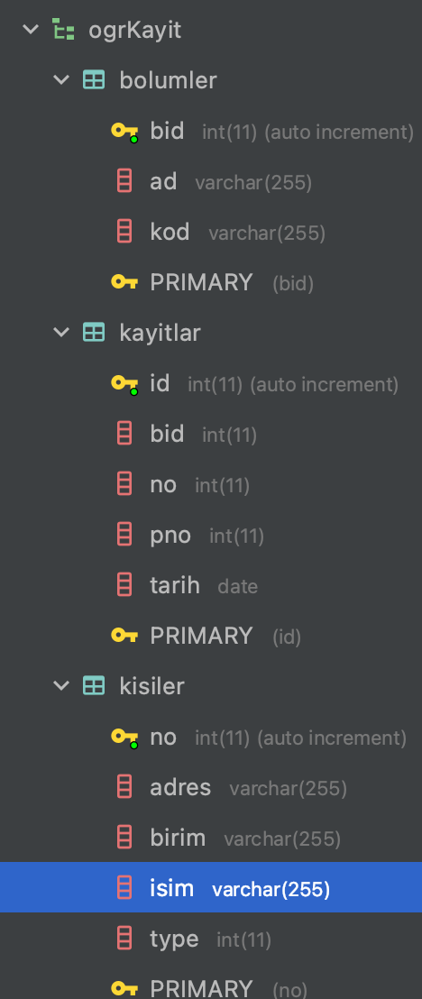 ogrKayit
bolumler
bid int(11) (auto increment)
ad varchar(255)
kod varchar(255)
PRIMARY (bid)
kayitlar
id int(11) (auto increment)
bid int(11)
no int(11)
pno int(11)
tarih date
PRIMARY (id)
kisiler
no int(11) (auto increment)
adres varchar(255)
birim varchar(255)
isim varchar(255)
type int(11)
PRIMARY (no)